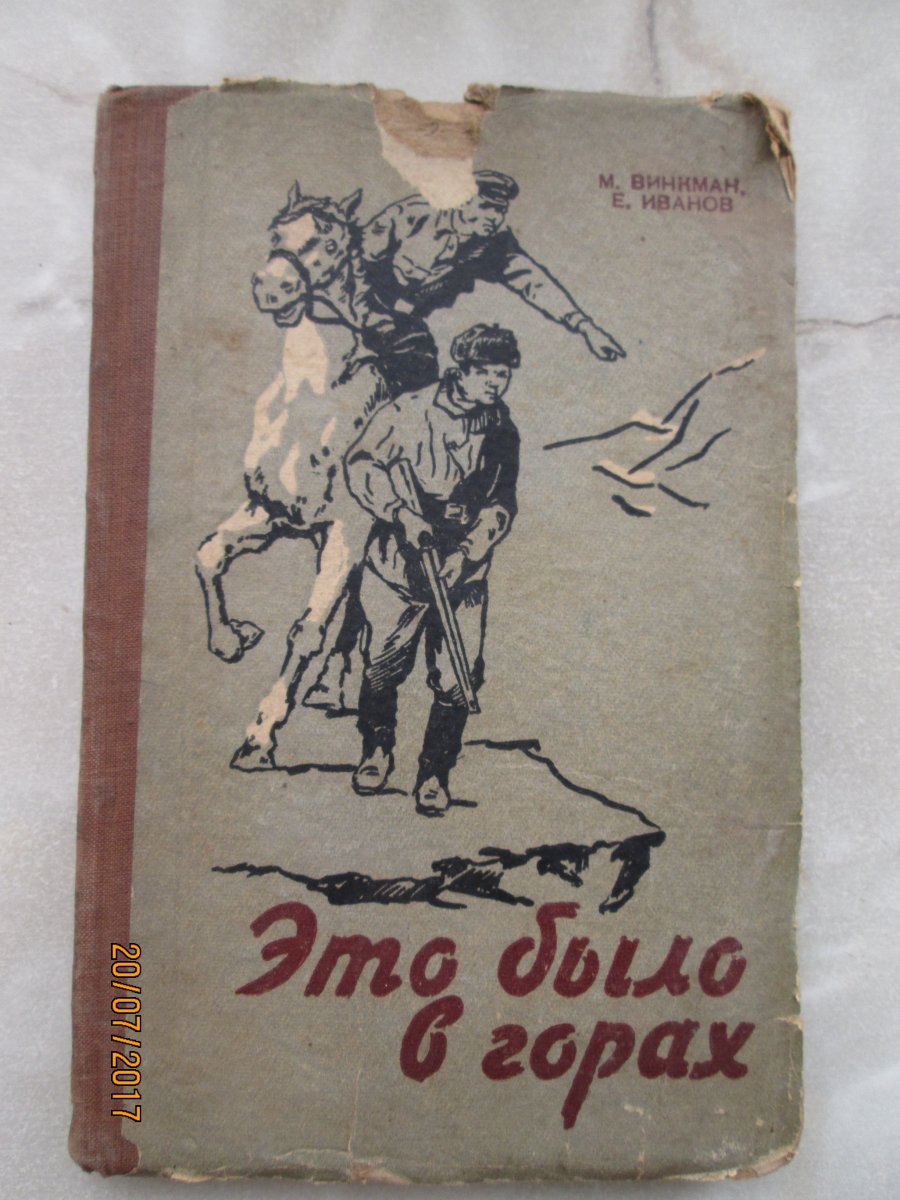 М. ВИНКМАН,
Е. ИВАНОВ
Это было
в горах
20/07/2017